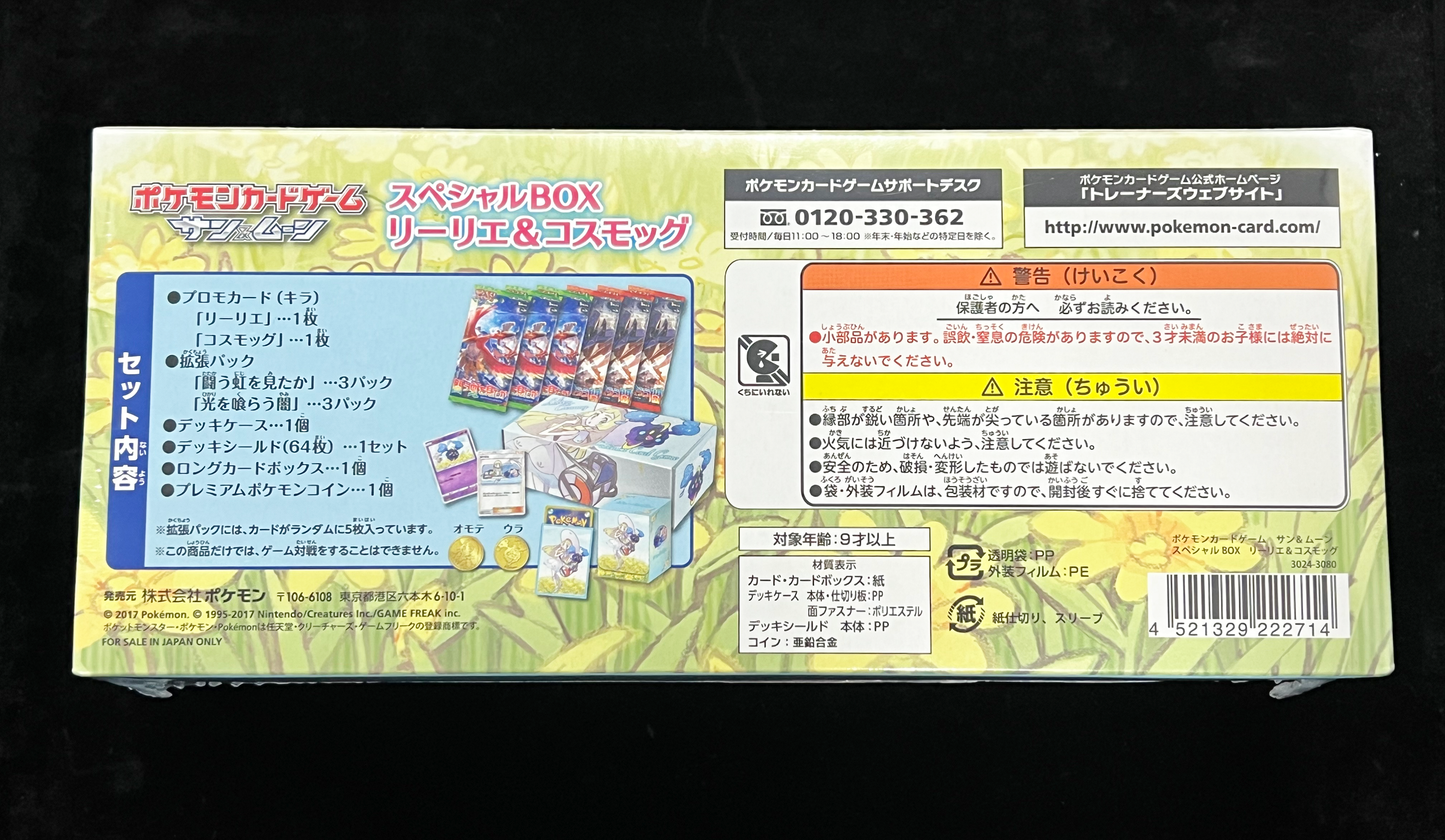 ポケモンカードゲーム
サン&ムーン
スペシャルBOX
リーリエ&コスモッグ
セット内容
●プロモカード(キラ)
「リーリエ」…1枚
「コスモッグ」…1枚
●拡張パック
「闘う虹を見たか」…3パック
「光を喰らう闇」…3パック
●デッキケース…1個
●デッキシールド(64枚)…1セット
●ロングカードボックス…1個
●プレミアムポケモンコイン…1個
※拡張パックには、カードがランダムに5枚入っています。
※この商品だけでは、ゲーム対戦をすることはできません。
オモテ ウラ
発売元 株式会社ポケモン 〒106-6108 東京都港区六本木6-10-1
© 2017 Pokémon. © 1995-2017 Nintendo/Creatures Inc./GAME FREAK inc.
ポケットモンスター・ポケモン・Pokémonは任天堂・クリーチャーズ・ゲームフリークの登録商標です。
FOR SALE IN JAPAN ONLY
ポケモンカードゲームサポートデスク
0120-330-362
受付時間/毎日11:00~18:00 ※年末・年始などの特定日を除く。
ポケモンカードゲーム公式ホームページ
「トレーナーズウェブサイト」
http://www.pokemon-card.com/
くちにいれない
⚠ 警告(けいこく)
保護者の方へ 必ずお読みください。
●小部品があります。誤飲・窒息の危険がありますので、3才未満のお子様には絶対に
与えないでください。
⚠ 注意(ちゅうい)
●縁部が鋭い箇所や、先端が尖っている箇所がありますので、注意してください。
●火気には近づけないよう、注意してください。
●安全のため、破損・変形したものでは遊ばないでください。
●袋・外装フィルムは、包装材ですので、開封後すぐに捨ててください。
対象年齢:9才以上
材質表示
カード・カードボックス:紙
デッキケース 本体・仕切り板:PP
面ファスナー:ポリエステル
デッキシールド 本体:PP
コイン:亜鉛合金
プラ
透明袋:PP
外装フィルム:PE
紙
紙仕切り、スリーブ
ポケモンカードゲーム サン&ムーン
スペシャル BOX リーリエ&コスモッグ
3024-3080
4 521329 222714
Pokémon